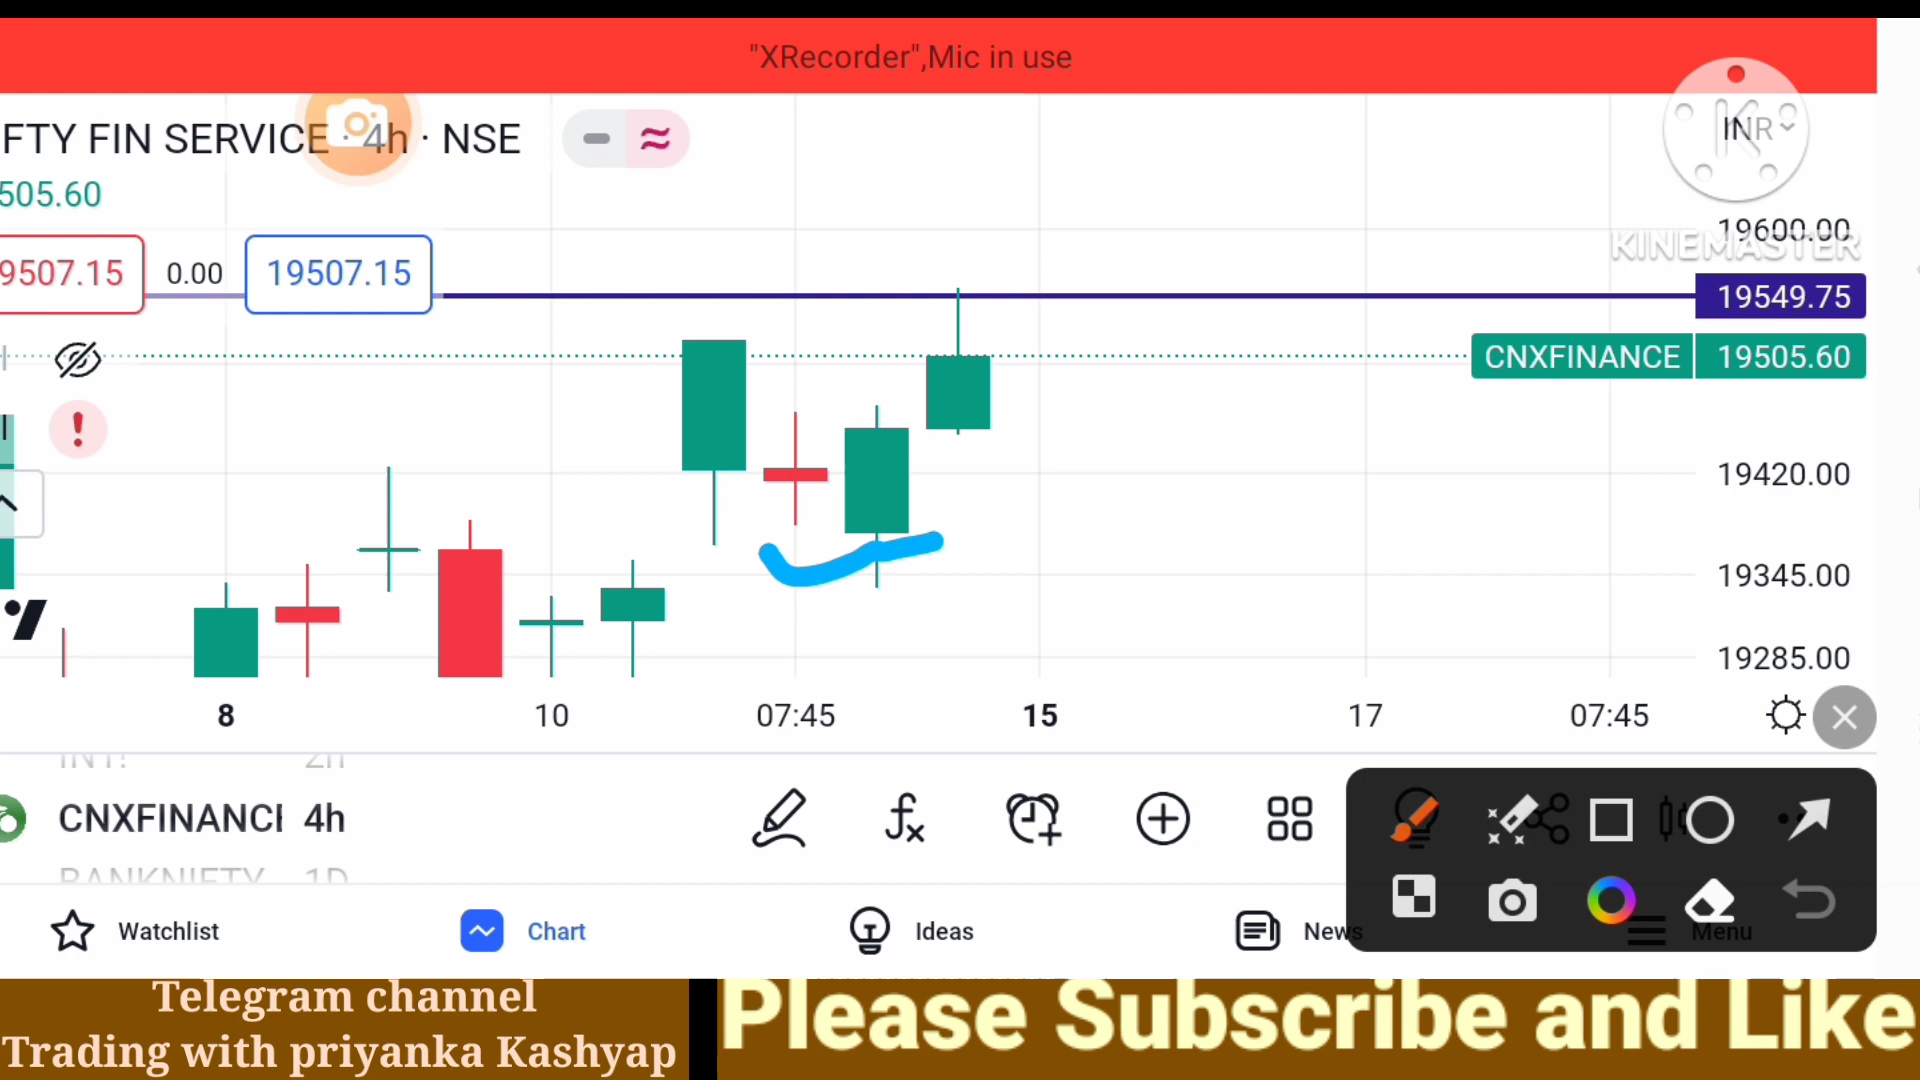 "XRecorder",Mic in use
FTY FIN SERVICE · 4h · NSE
INR
505.60
19600.00
KINEMASTER
9507.15
0.00
19507.15
19549.75
CNXFINANCE 19505.60
19420.00
19345.00
19285.00
8 10 07:45 15 17 07:45
2h
CNXFINANCE 4h
BANKNIFTY 1D
Watchlist
Chart
Ideas
News
Menu
Telegram channel
Trading with priyanka Kashyap
Please Subscribe and Like